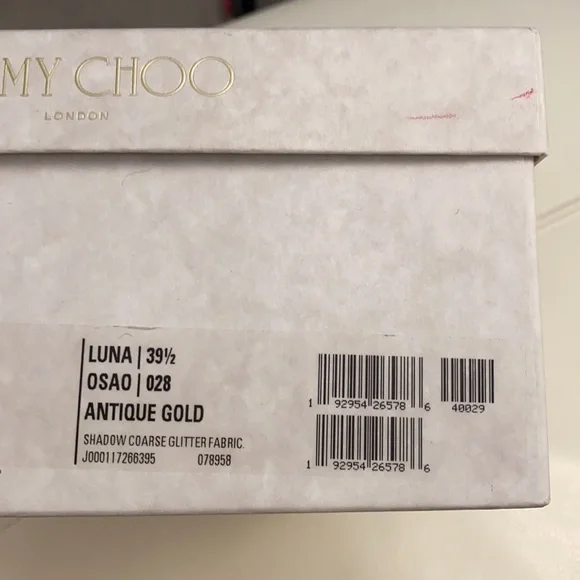 MY CHOO
LONDON
LUNA | 39½
OSAO | 028
ANTIQUE GOLD
SHADOW COARSE GLITTER FABRIC.
J000117266395 078958
1 92954 26578 6
40029
1 92954 26578 6